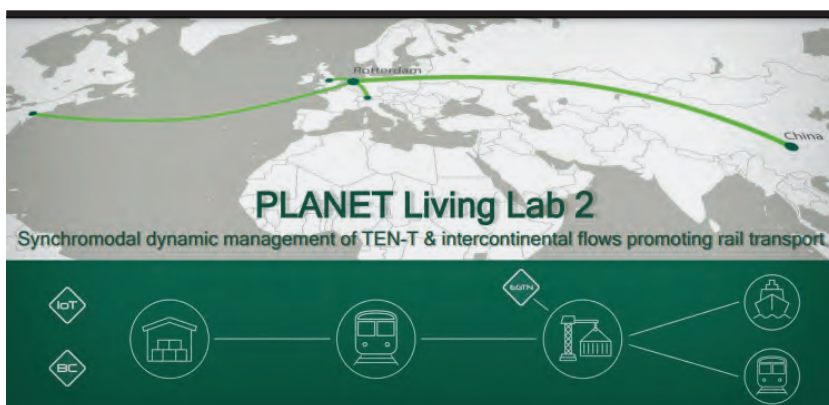 Rotterdam
China
PLANET Living Lab 2
Synchromodal dynamic management of TEN-T & intercontinental flows promoting rail transport
IoT
EGTN
BC